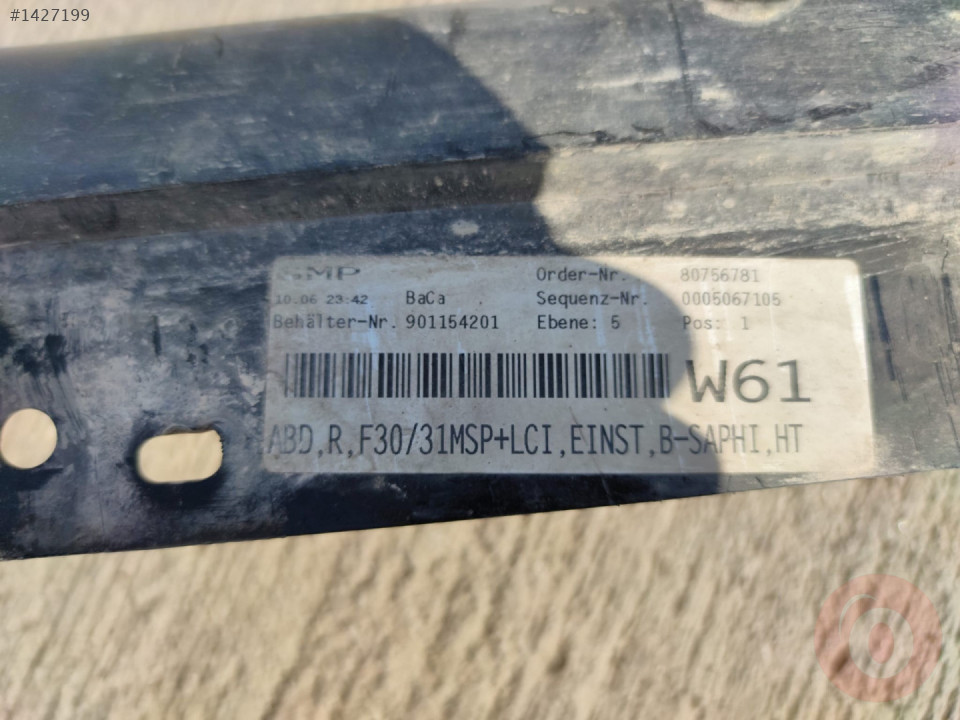 #1427199
SMP Order-Nr. 80756781
10.06 23:42 BaCa Sequenz-Nr. 0005067105
Behälter-Nr. 901154201 Ebene: 5 Pos: 1
W61
ABD,R,F30/31MSP+LCI,EINST,B-SAPHI,HT